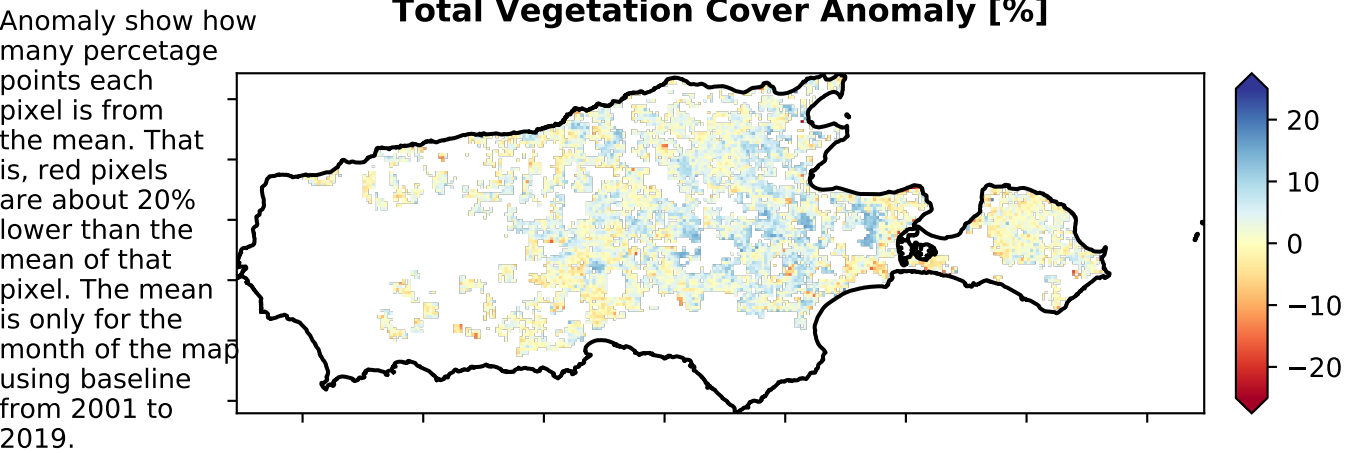 Total Vegetation Cover Anomaly [%]
Anomaly show how
many percetage
points each
pixel is from
the mean. That
is, red pixels
are about 20%
lower than the
mean of that
pixel. The mean
is only for the
month of the map
using baseline
from 2001 to
2019.
20
10
0
−10
−20